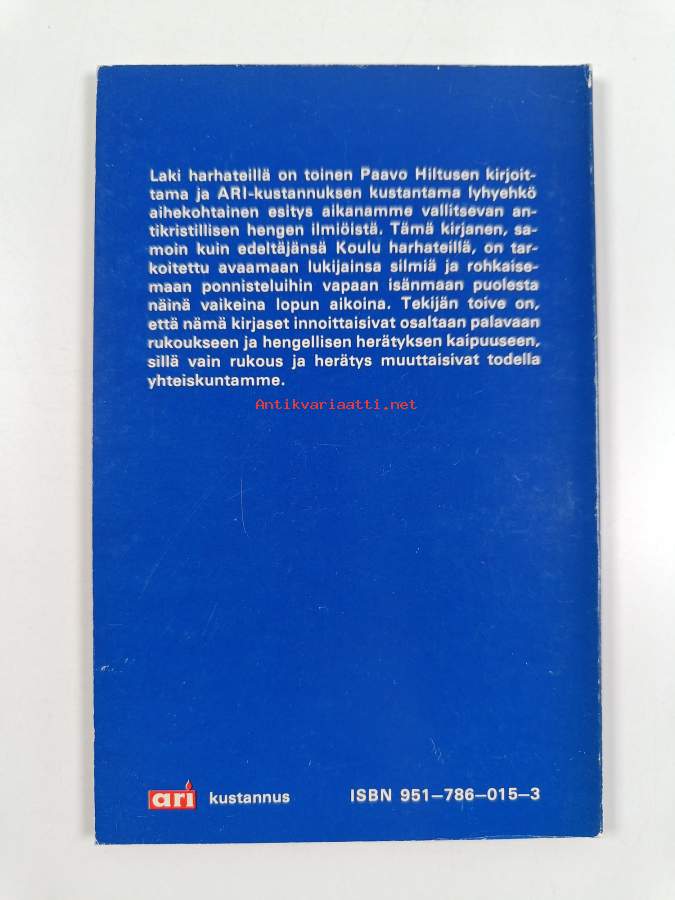 Laki harhateillä on toinen Paavo Hiltusen kirjoit-
tama ja ARI-kustannuksen kustantama lyhyehkö
aihekohtainen esitys aikanamme vallitsevan an-
tikristillisen hengen ilmiöistä. Tämä kirjanen, sa-
moin kuin edeltäjänsä Koulu harhateillä, on tar-
koitettu avaamaan lukijainsa silmiä ja rohkaise-
maan ponnisteluihin vapaan isänmaan puolesta
näinä vaikeina lopun aikoina. Tekijän toive on,
että nämä kirjaset innoittaisivat osaltaan palavaan
rukoukseen ja hengellisen herätyksen kaipuuseen,
sillä vain rukous ja herätys muuttaisivat todella
yhteiskuntamme.
Antikvariaatti.net
ari kustannus ISBN 951–786–015–3